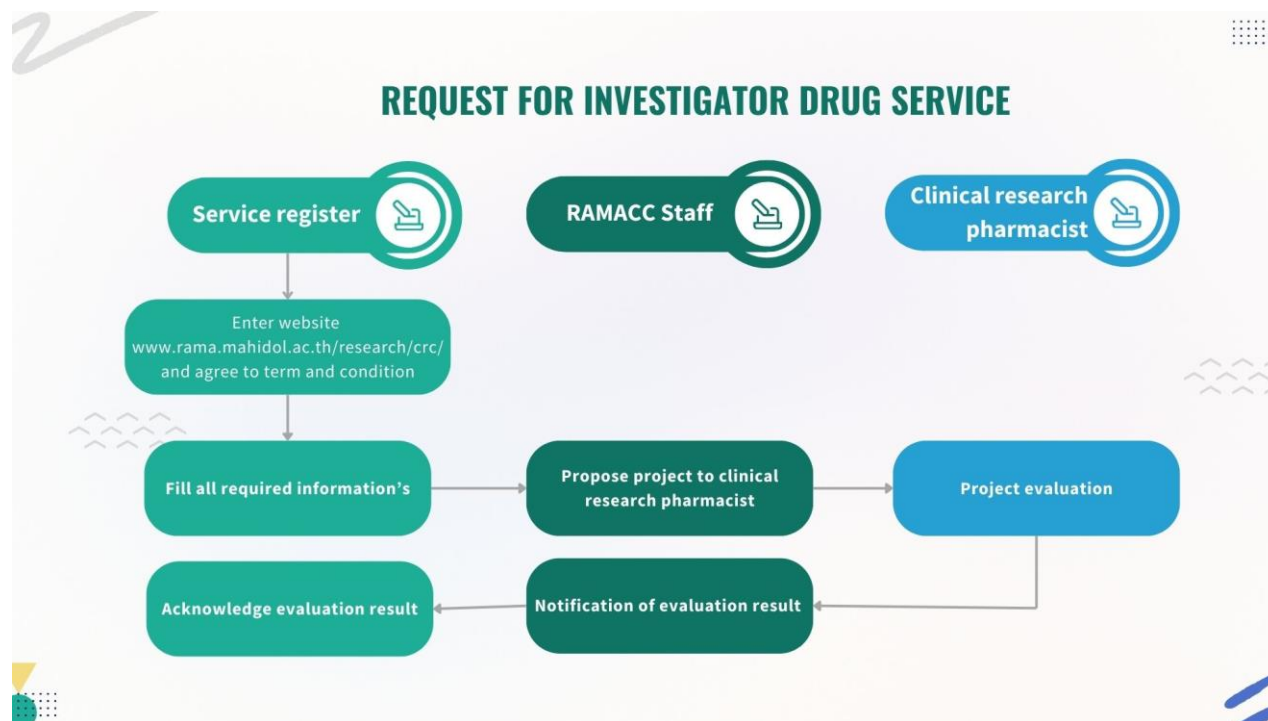 REQUEST FOR INVESTIGATOR DRUG SERVICE
Service register
RAMACC Staff
Clinical research
pharmacist
Enter website
www.rama.mahidol.ac.th/research/crc/
and agree to term and condition
Fill all required information's
Propose project to clinical
research pharmacist
Project evaluation
Acknowledge evaluation result
Notification of evaluation result